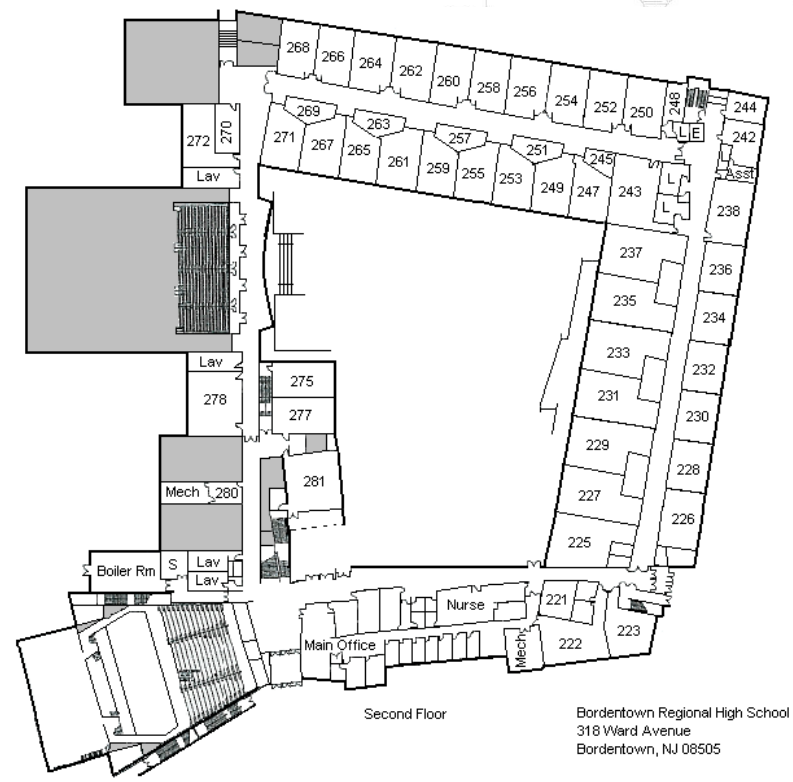 268
266
264
262
260
258
256
254
252
250
248
244
242
L E
Asst
272
270
Lav
269
271
267
265
263
261
259
257
255
253
251
249
247
245
243
L
L
238
237
236
235
234
233
232
231
230
229
228
227
226
225
Lav
278
275
277
281
Mech
280
Boiler Rm
S
Lav
Lav
Main Office
Nurse
221
Mech
222
223
Second Floor
Bordentown Regional High School
318 Ward Avenue
Bordentown, NJ 08505